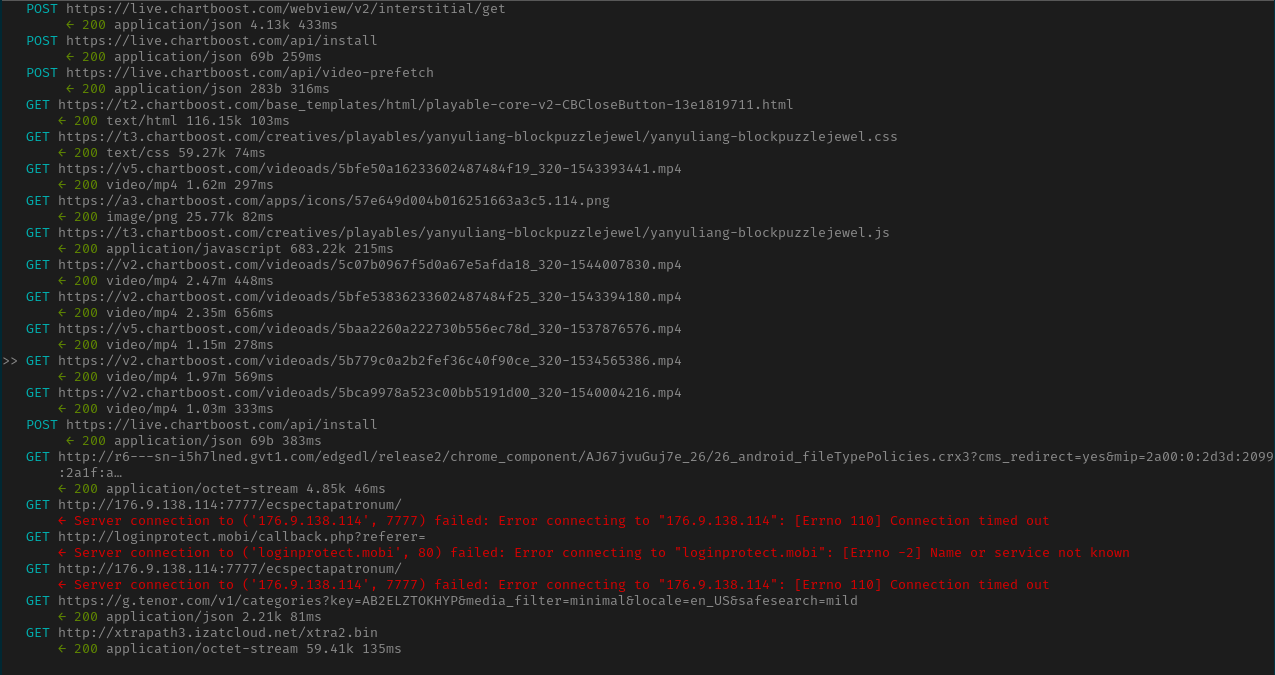 POST https://live.chartboost.com/webview/v2/interstitial/get
← 200 application/json 4.13k 433ms
POST https://live.chartboost.com/api/install
← 200 application/json 69b 259ms
POST https://live.chartboost.com/api/video-prefetch
← 200 application/json 283b 316ms
GET https://t2.chartboost.com/base_templates/html/playable-core-v2-CBCloseButton-13e1819711.html
← 200 text/html 116.15k 103ms
GET https://t3.chartboost.com/creatives/playables/yanyuliang-blockpuzzlejewel/yanyuliang-blockpuzzlejewel.css
← 200 text/css 59.27k 74ms
GET https://v5.chartboost.com/videoads/5bfe50a16233602487484f19_320-1543393441.mp4
← 200 video/mp4 1.62m 297ms
GET https://a3.chartboost.com/apps/icons/57e649d004b016251663a3c5.114.png
← 200 image/png 25.77k 82ms
GET https://t3.chartboost.com/creatives/playables/yanyuliang-blockpuzzlejewel/yanyuliang-blockpuzzlejewel.js
← 200 application/javascript 683.22k 215ms
GET https://v2.chartboost.com/videoads/5c07b0967f5d0a67e5afda18_320-1544007830.mp4
← 200 video/mp4 2.47m 448ms
GET https://v2.chartboost.com/videoads/5bfe53836233602487484f25_320-1543394180.mp4
← 200 video/mp4 2.35m 656ms
GET https://v5.chartboost.com/videoads/5baa2260a222730b556ec78d_320-1537876576.mp4
← 200 video/mp4 1.15m 278ms
>> GET https://v2.chartboost.com/videoads/5b779c0a2b2fef36c40f90ce_320-1534565386.mp4
← 200 video/mp4 1.97m 569ms
GET https://v2.chartboost.com/videoads/5bca9978a523c00bb5191d00_320-1540004216.mp4
← 200 video/mp4 1.03m 333ms
POST https://live.chartboost.com/api/install
← 200 application/json 69b 383ms
GET http://r6---sn-i5h7lned.gvt1.com/edgedl/release2/chrome_component/AJ67jvuGuj7e_26/26_android_fileTypePolicies.crx3?cms_redirect=yes&mip=2a00:0:2d3d:2099
:2a1f:a…
← 200 application/octet-stream 4.85k 46ms
GET http://176.9.138.114:7777/ecspectapatronum/
← Server connection to ('176.9.138.114', 7777) failed: Error connecting to "176.9.138.114": [Errno 110] Connection timed out
GET http://loginprotect.mobi/callback.php?referer=
← Server connection to ('loginprotect.mobi', 80) failed: Error connecting to "loginprotect.mobi": [Errno -2] Name or service not known
GET http://176.9.138.114:7777/ecspectapatronum/
← Server connection to ('176.9.138.114', 7777) failed: Error connecting to "176.9.138.114": [Errno 110] Connection timed out
GET https://g.tenor.com/v1/categories?key=AB2ELZTOKHYP&media_filter=minimal&locale=en_US&safesearch=mild
← 200 application/json 2.21k 81ms
GET http://xtrapath3.izatcloud.net/xtra2.bin
← 200 application/octet-stream 59.41k 135ms